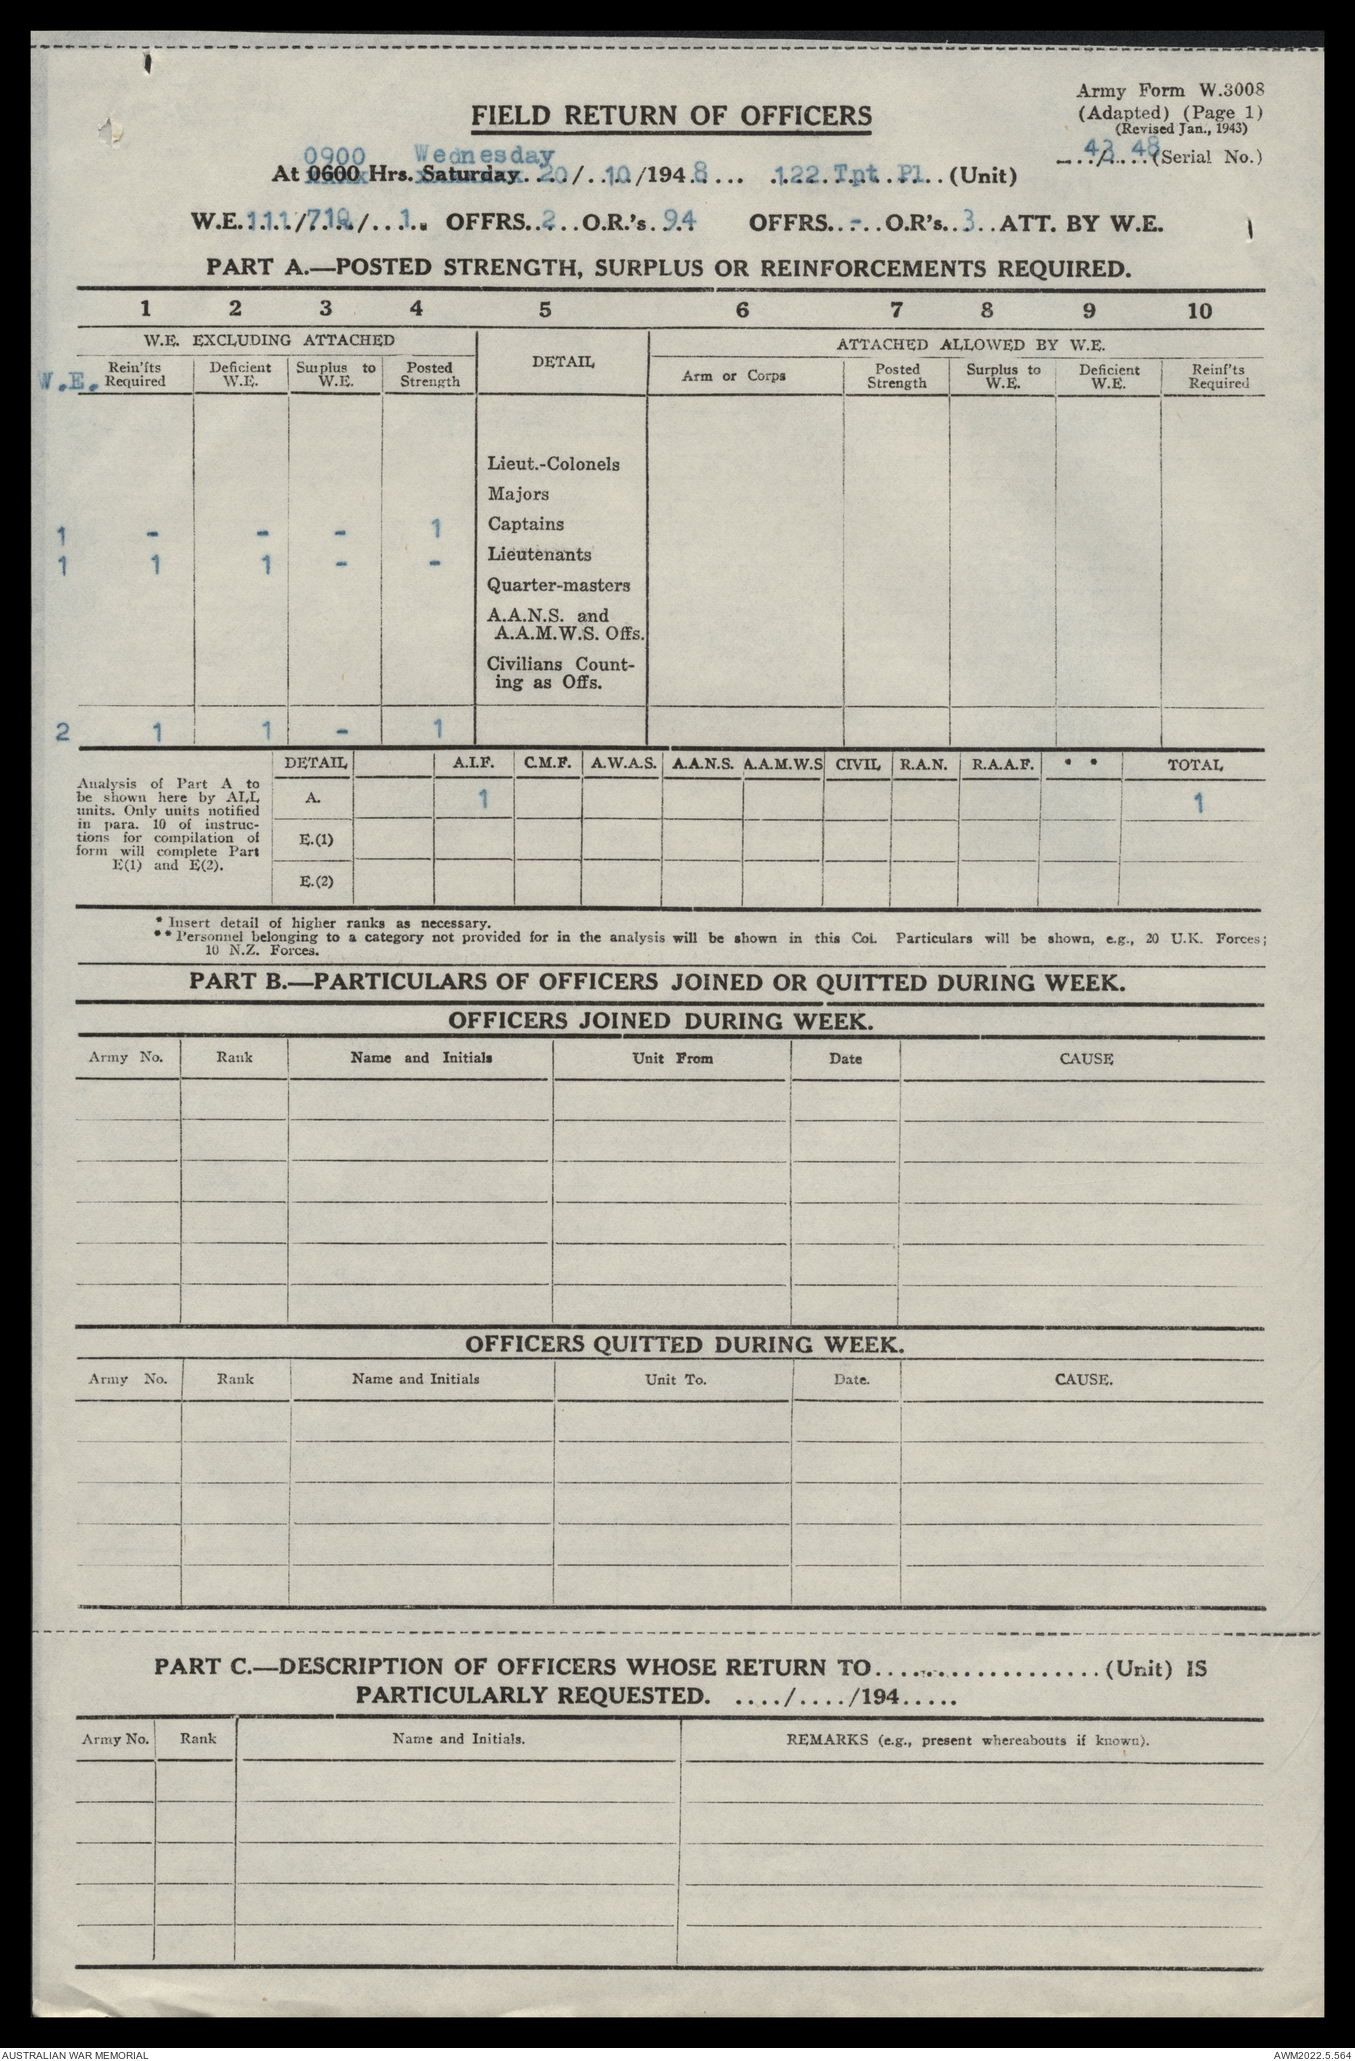 Army Form W.3008
FIELD RETURN OF OFFICERS
(Adapted) (Page 1)
(Revised Jan., 1943)
43 48
..../....(Serial No.)
0900 Wednesday
At 0600 Hrs. Saturday. 20/..10/1948... .122.Tpt.Pl..(Unit)
W.E.111/710/...1.. OFFRS..2...O.R.'s..94 OFFRS..-..O.R's..3..ATT. BY W.E.
PART A.—POSTED STRENGTH, SURPLUS OR REINFORCEMENTS REQUIRED.
1 2 3 4 5 6 7 8 9 10
W.E. EXCLUDING ATTACHED DETAIL ATTACHED ALLOWED BY W.E.
W.E. Rein'fts Required Deficient W.E. Surplus to W.E. Posted Strength Arm or Corps Posted Strength Surplus to W.E. Deficient W.E. Reinf'ts Required
Lieut.-Colonels
Majors
1 - - - 1 Captains
1 1 1 - - Lieutenants
Quarter-masters
A.A.N.S. and
A.A.M.W.S. Offs.
Civilians Count-
ing as Offs.
2 1 1 - 1
DETAIL A.I.F. C.M.F. A.W.A.S. A.A.N.S. A.A.M.W.S CIVIL R.A.N. R.A.A.F. * * TOTAL
Analysis of Part A to
be shown here by ALL
units. Only units notified
in para. 10 of instruc-
tions for compilation of
form will complete Part
E(1) and E(2).
A. 1 1
E.(1)
E.(2)
* Insert detail of higher ranks as necessary.
** Personnel belonging to a category not provided for in the analysis will be shown in this Col. Particulars will be shown, e.g., 20 U.K. Forces;
10 N.Z. Forces.
PART B.—PARTICULARS OF OFFICERS JOINED OR QUITTED DURING WEEK.
OFFICERS JOINED DURING WEEK.
Army No. Rank Name and Initials Unit From Date CAUSE
OFFICERS QUITTED DURING WEEK.
Army No. Rank Name and Initials Unit To. Date. CAUSE.
PART C.—DESCRIPTION OF OFFICERS WHOSE RETURN TO....................(Unit) IS
PARTICULARLY REQUESTED. ..../..../194.....
Army No. Rank Name and Initials. REMARKS (e.g., present whereabouts if known).
AUSTRALIAN WAR MEMORIAL AWM2022.5.564